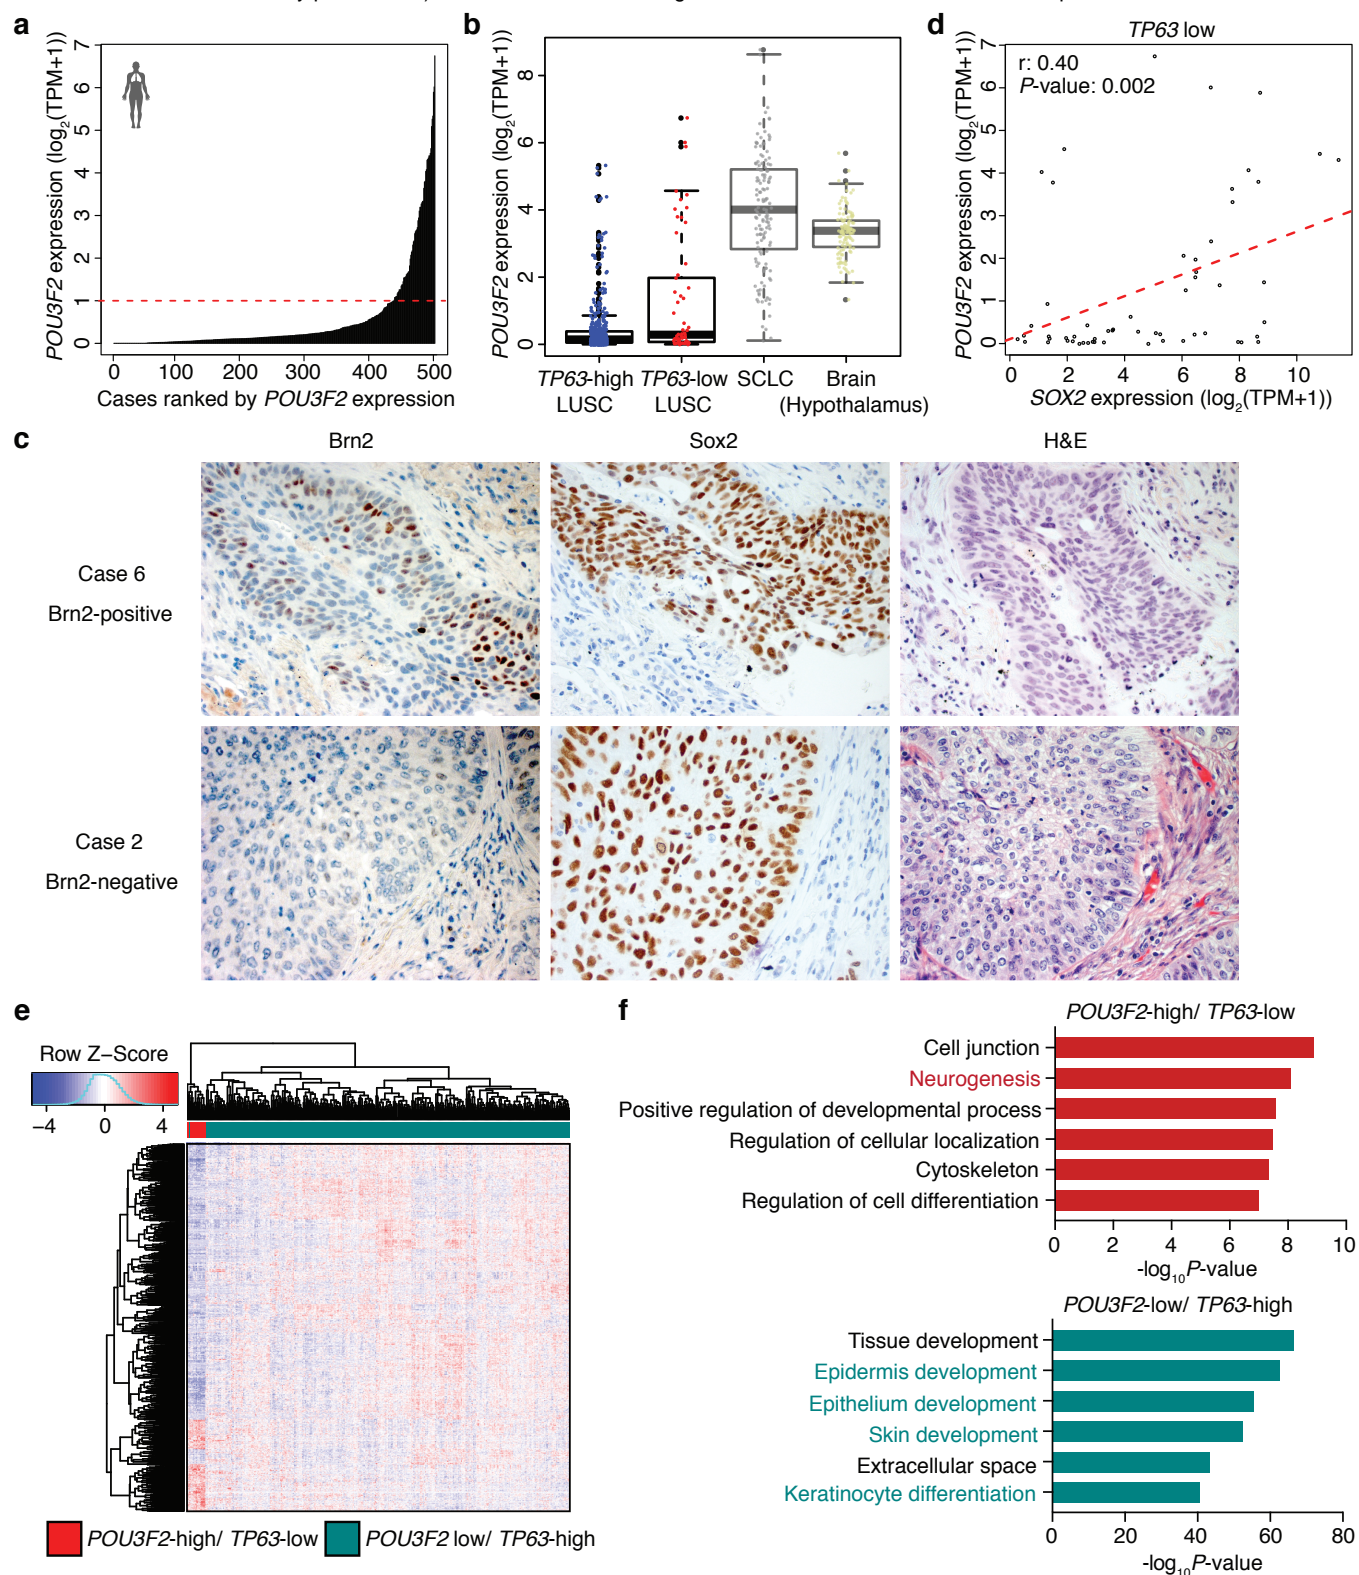 a
POU3F2 expression (log2(TPM+1))
7
6
5
4
3
2
1
0
0 100 200 300 400 500
Cases ranked by POU3F2 expression
b
POU3F2 expression (log2(TPM+1))
8
6
4
2
0
TP63-high LUSC
TP63-low LUSC
SCLC
Brain (Hypothalamus)
d
TP63 low
r: 0.40
P-value: 0.002
POU3F2 expression (log2(TPM+1))
7
6
5
4
3
2
1
0
0 2 4 6 8 10
SOX2 expression (log2(TPM+1))
c
Brn2 Sox2 H&E
Case 6
Brn2-positive
Case 2
Brn2-negative
e
Row Z−Score
−4 0 4
POU3F2-high/ TP63-low
POU3F2 low/ TP63-high
f
POU3F2-high/ TP63-low
Cell junction
Neurogenesis
Positive regulation of developmental process
Regulation of cellular localization
Cytoskeleton
Regulation of cell differentiation
0 2 4 6 8 10
-log10P-value
POU3F2-low/ TP63-high
Tissue development
Epidermis development
Epithelium development
Skin development
Extracellular space
Keratinocyte differentiation
0 20 40 60 80
-log10P-value